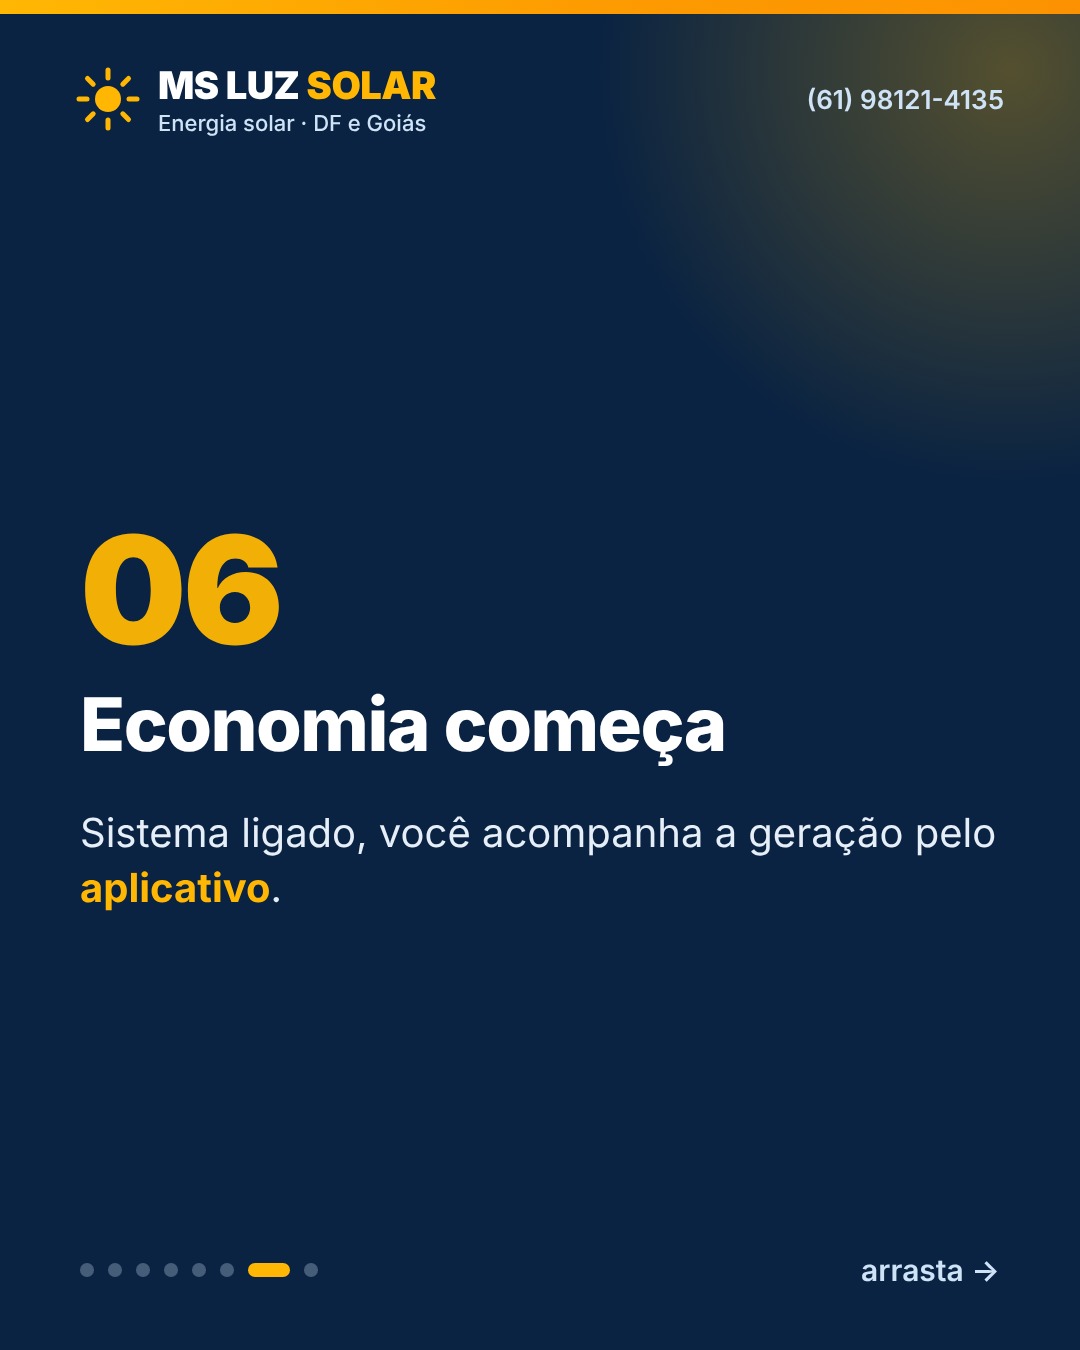 MS LUZ SOLAR
Energia solar · DF e Goiás
(61) 98121-4135
06
Economia começa
Sistema ligado, você acompanha a geração pelo
aplicativo.
arrasta →